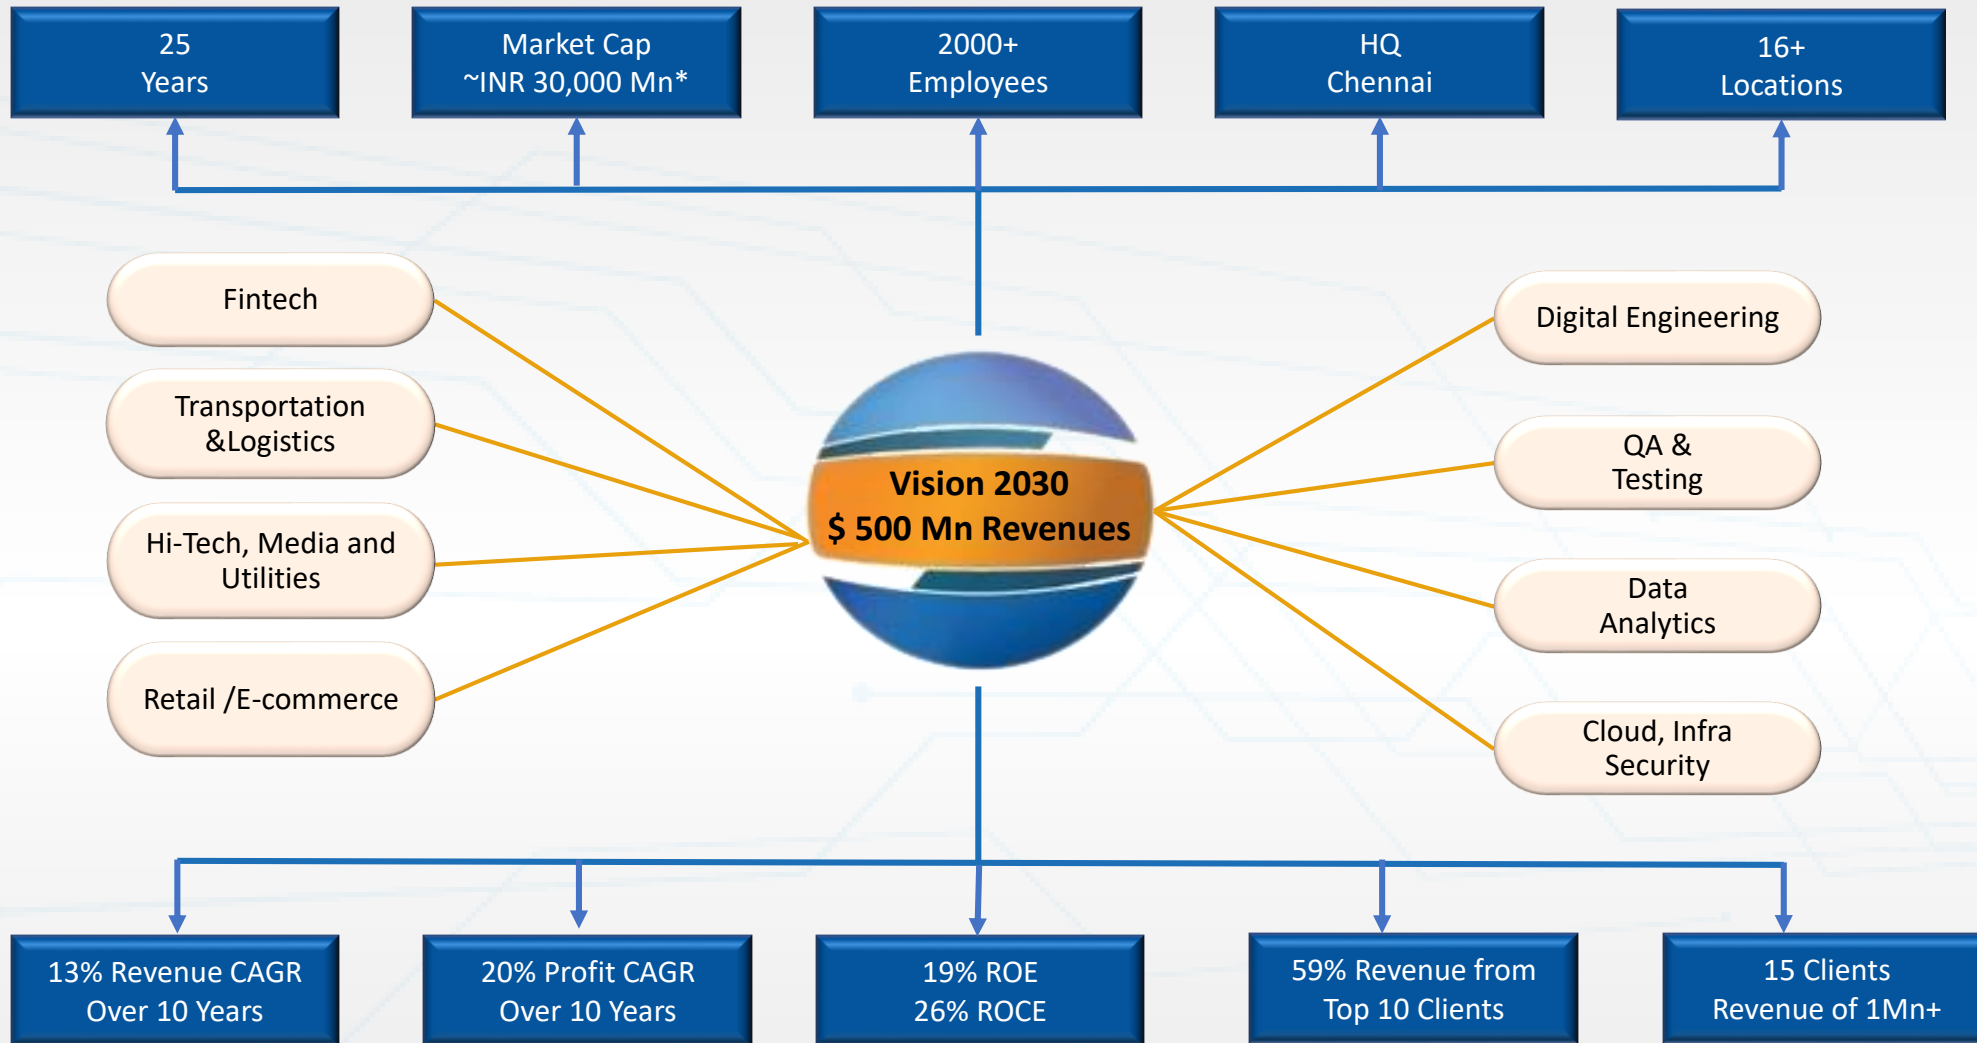 25
Years
Market Cap
~INR 30,000 Mn*
2000+
Employees
HQ
Chennai
16+
Locations
Fintech
Transportation
&Logistics
Hi-Tech, Media and
Utilities
Retail /E-commerce
Vision 2030
$ 500 Mn Revenues
Digital Engineering
QA &
Testing
Data
Analytics
Cloud, Infra
Security
13% Revenue CAGR
Over 10 Years
20% Profit CAGR
Over 10 Years
19% ROE
26% ROCE
59% Revenue from
Top 10 Clients
15 Clients
Revenue of 1Mn+